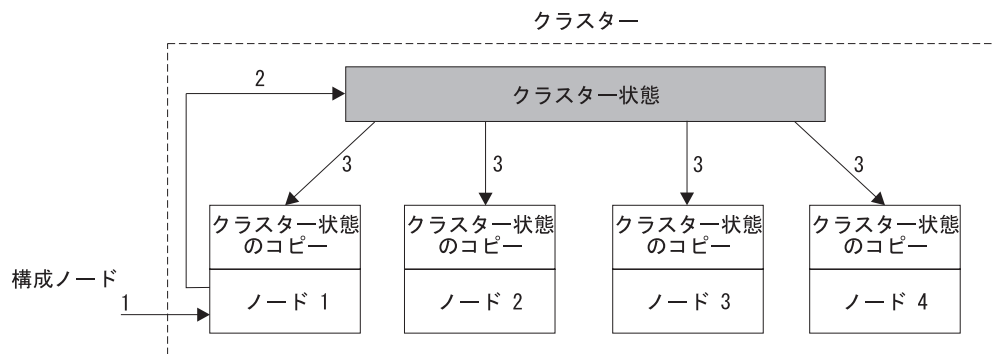 クラスター
2
クラスター状態
3
3
3
3
クラスター状態
のコピー
クラスター状態
のコピー
クラスター状態
のコピー
クラスター状態
のコピー
構成ノード
1
ノード 1
ノード 2
ノード 3
ノード 4